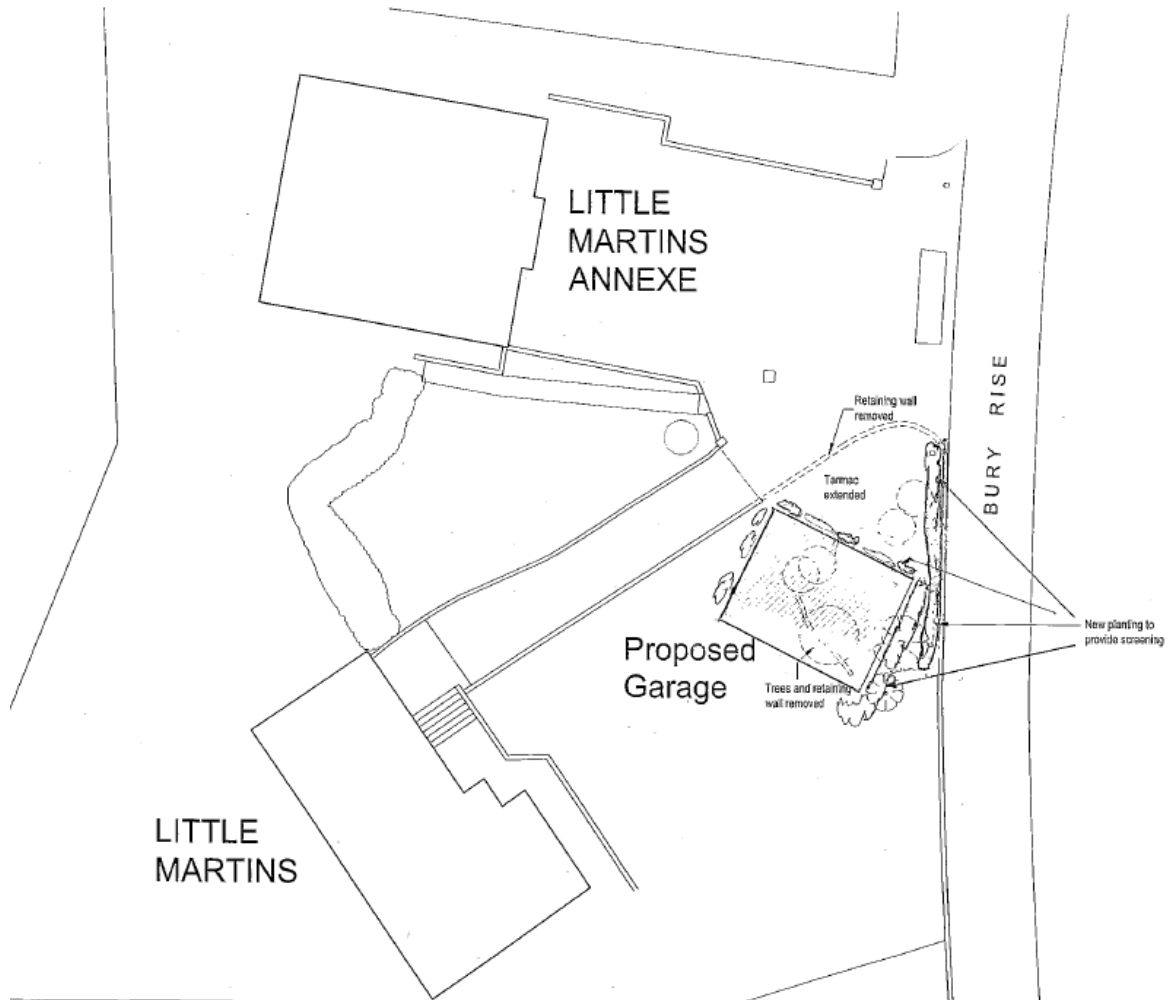 LITTLE
MARTINS
ANNEXE
BURY RISE
Retaining wall
removed
Tarmac
extended
New planting to
provide screening
Proposed
Garage
Trees and retaining
wall removed
LITTLE
MARTINS